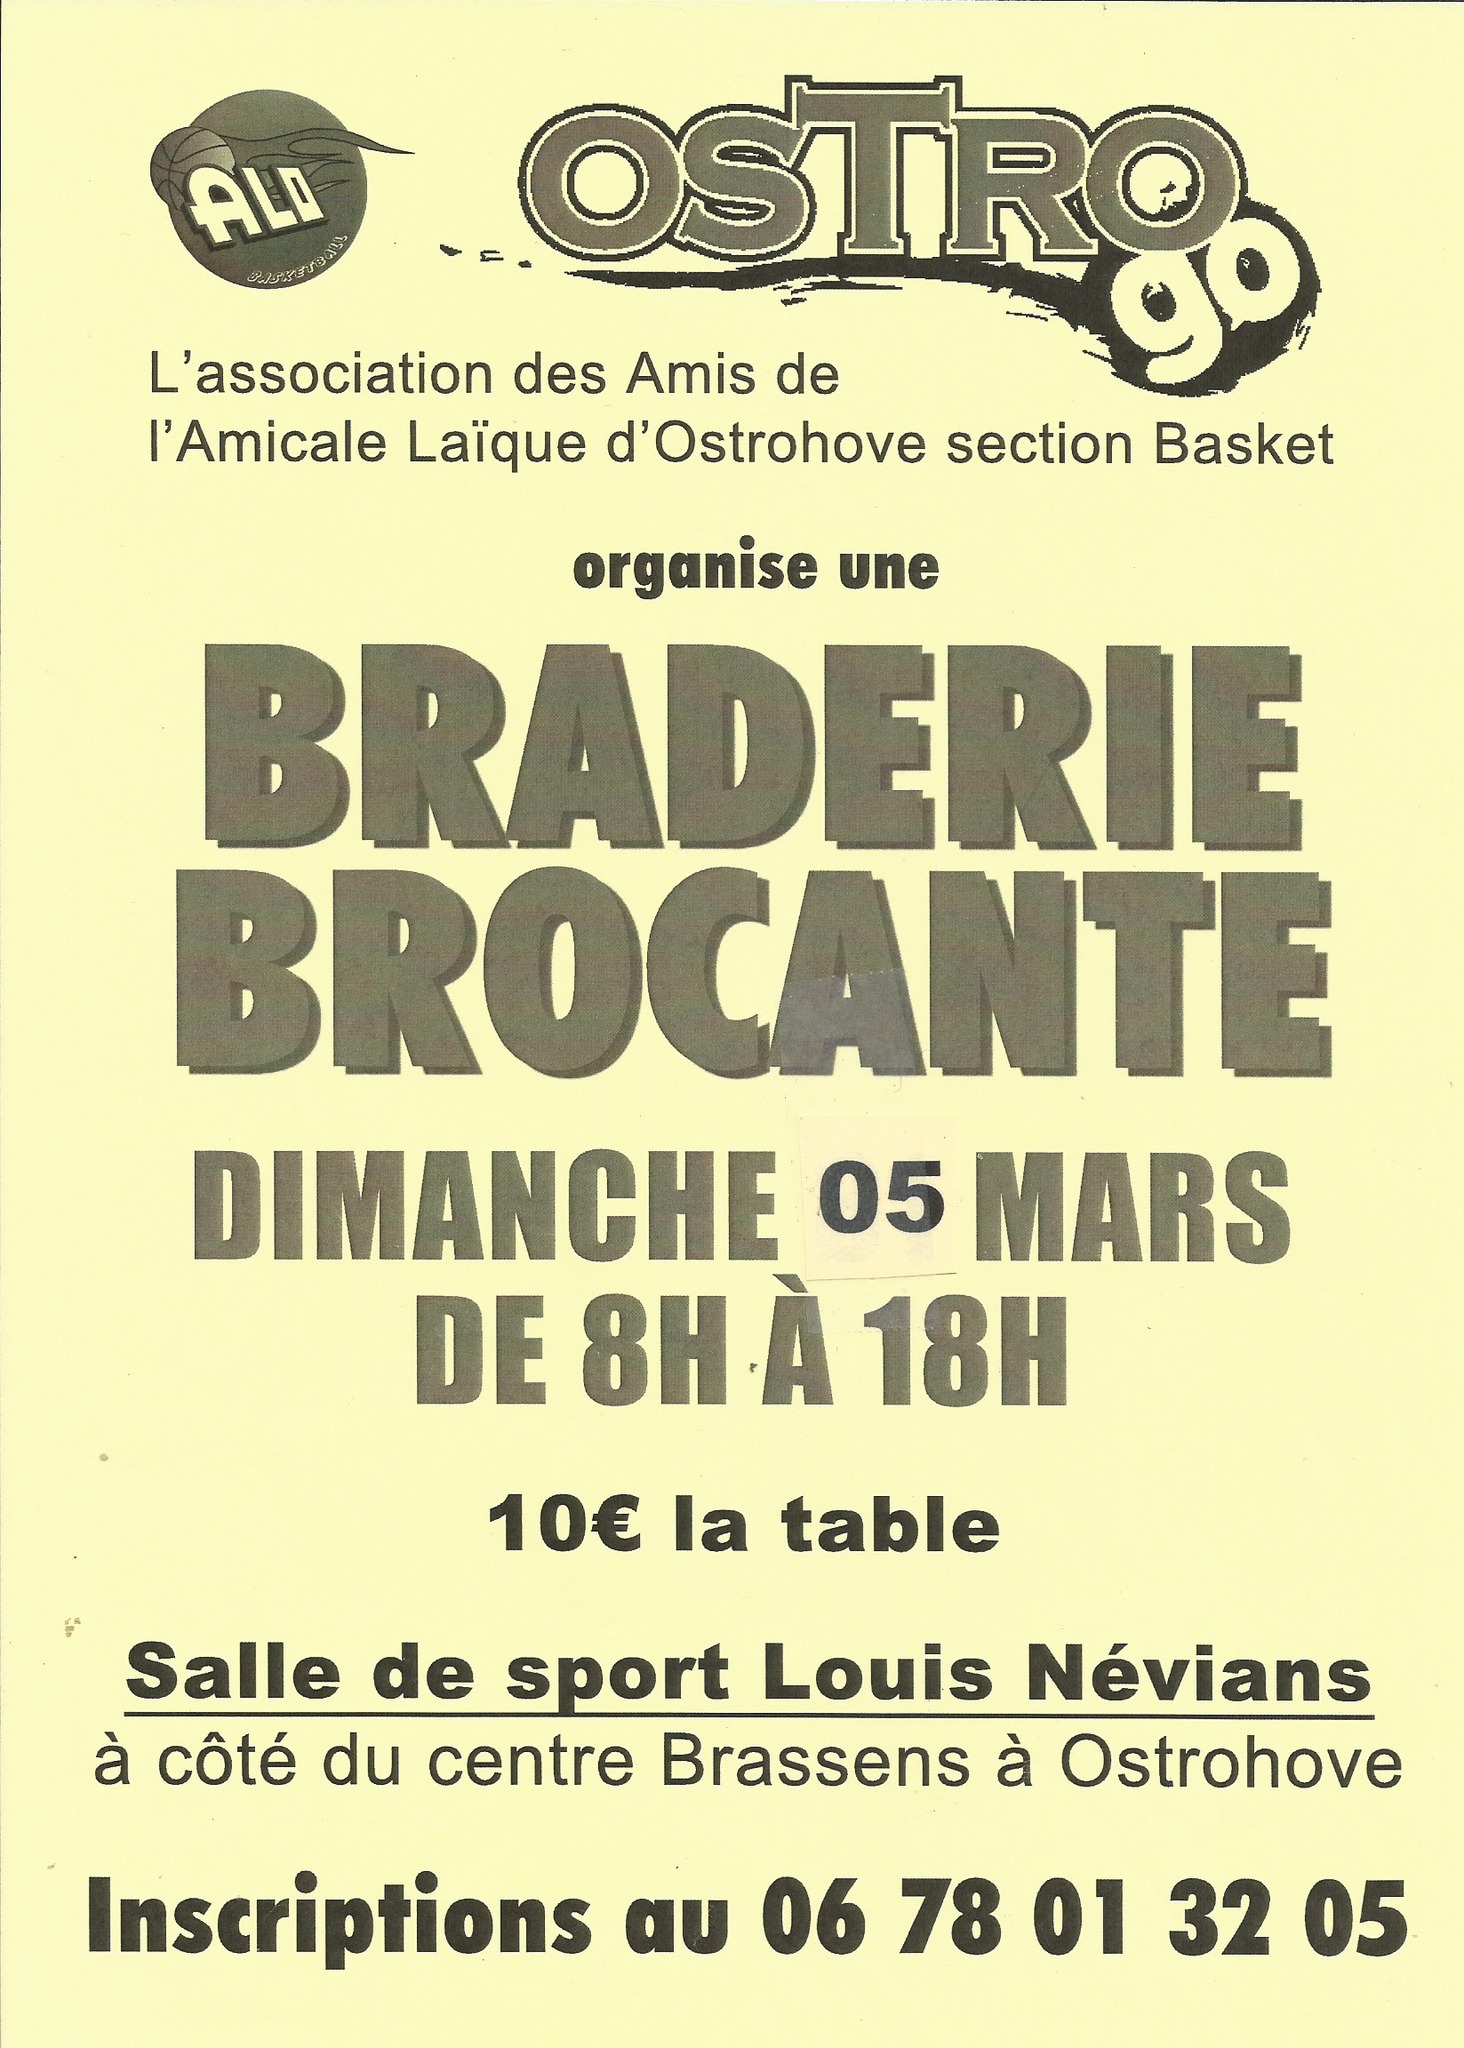 ALO
BASKETBALL
OSTRO
go
L'association des Amis de
l'Amicale Laïque d'Ostrohove section Basket
organise une
BRADERIE
BROCANTE
DIMANCHE 05 MARS
DE 8H À 18H
10€ la table
Salle de sport Louis Névians
à côté du centre Brassens à Ostrohove
Inscriptions au 06 78 01 32 05